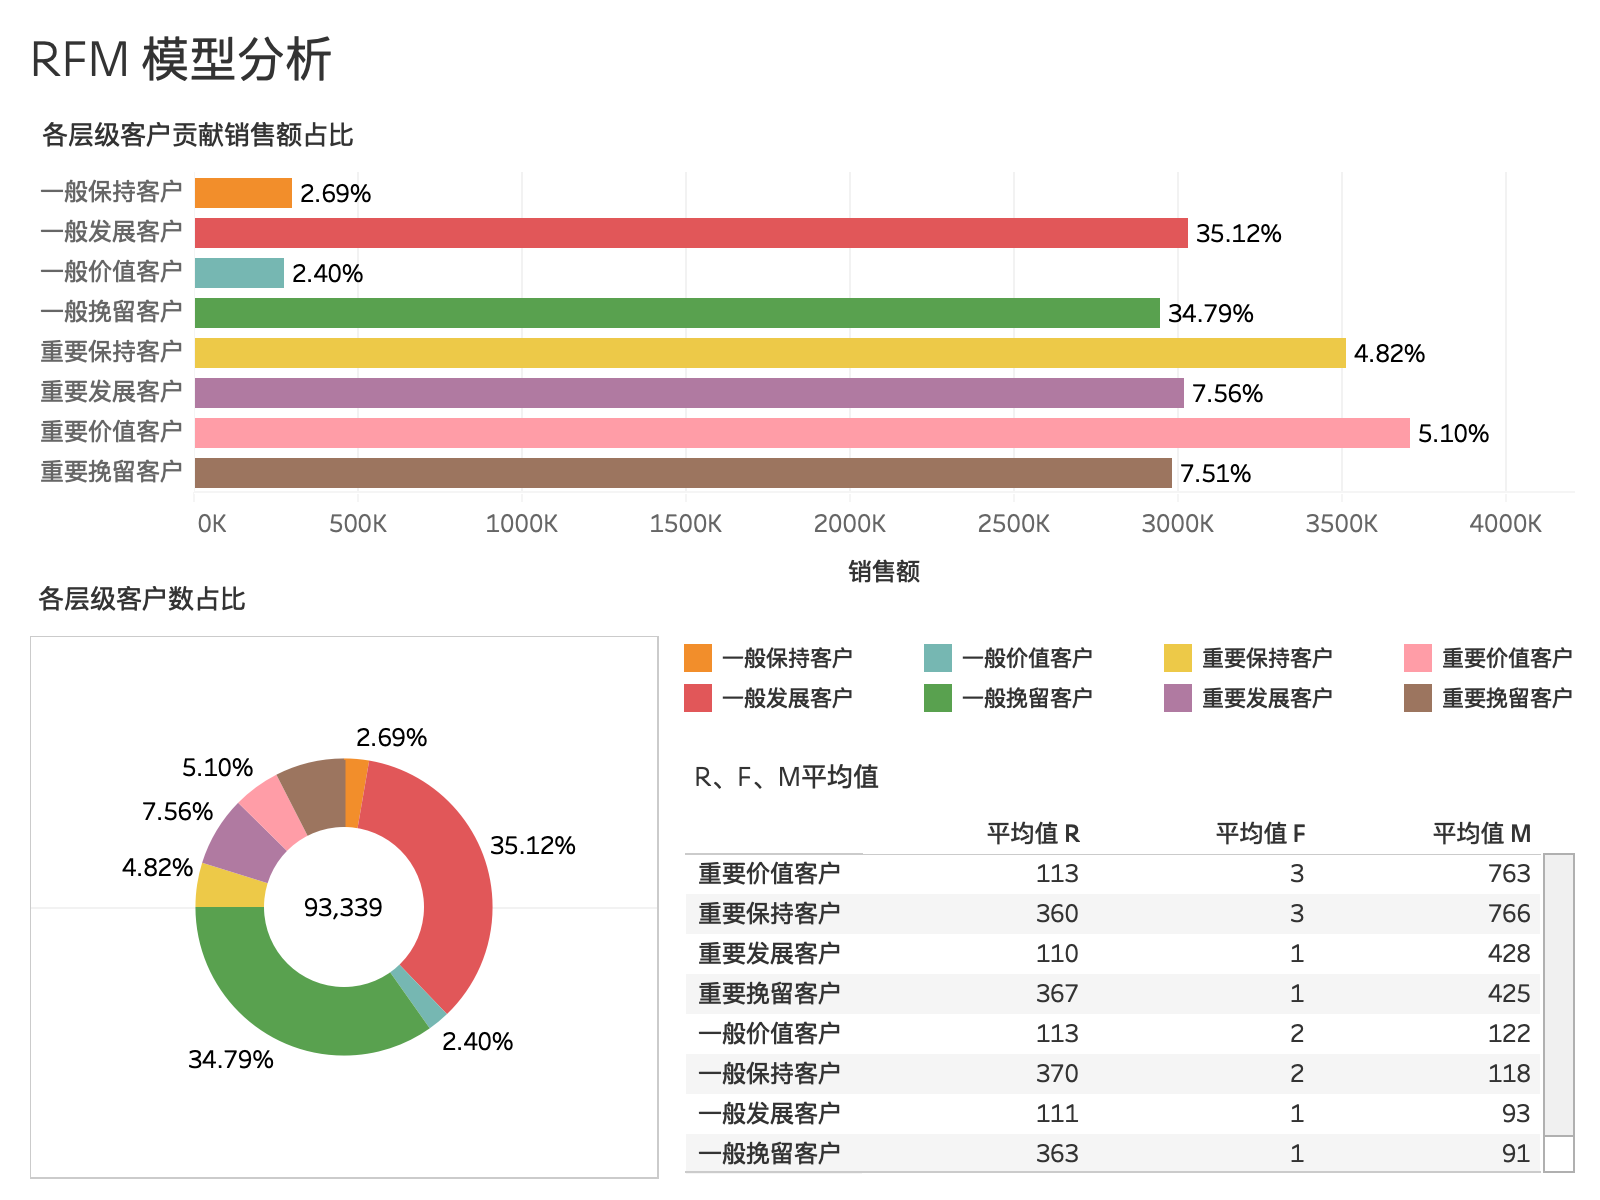 RFM 模型分析
各层级客户贡献销售额占比
一般保持客户 2.69%
一般发展客户 35.12%
一般价值客户 2.40%
一般挽留客户 34.79%
重要保持客户 4.82%
重要发展客户 7.56%
重要价值客户 5.10%
重要挽留客户 7.51%
0K 500K 1000K 1500K 2000K 2500K 3000K 3500K 4000K
销售额
各层级客户数占比
2.69%
5.10%
7.56%
35.12%
4.82%
93,339
2.40%
34.79%
一般保持客户 一般价值客户 重要保持客户 重要价值客户
一般发展客户 一般挽留客户 重要发展客户 重要挽留客户
R、F、M平均值
平均值 R 平均值 F 平均值 M
重要价值客户 113 3 763
重要保持客户 360 3 766
重要发展客户 110 1 428
重要挽留客户 367 1 425
一般价值客户 113 2 122
一般保持客户 370 2 118
一般发展客户 111 1 93
一般挽留客户 363 1 91